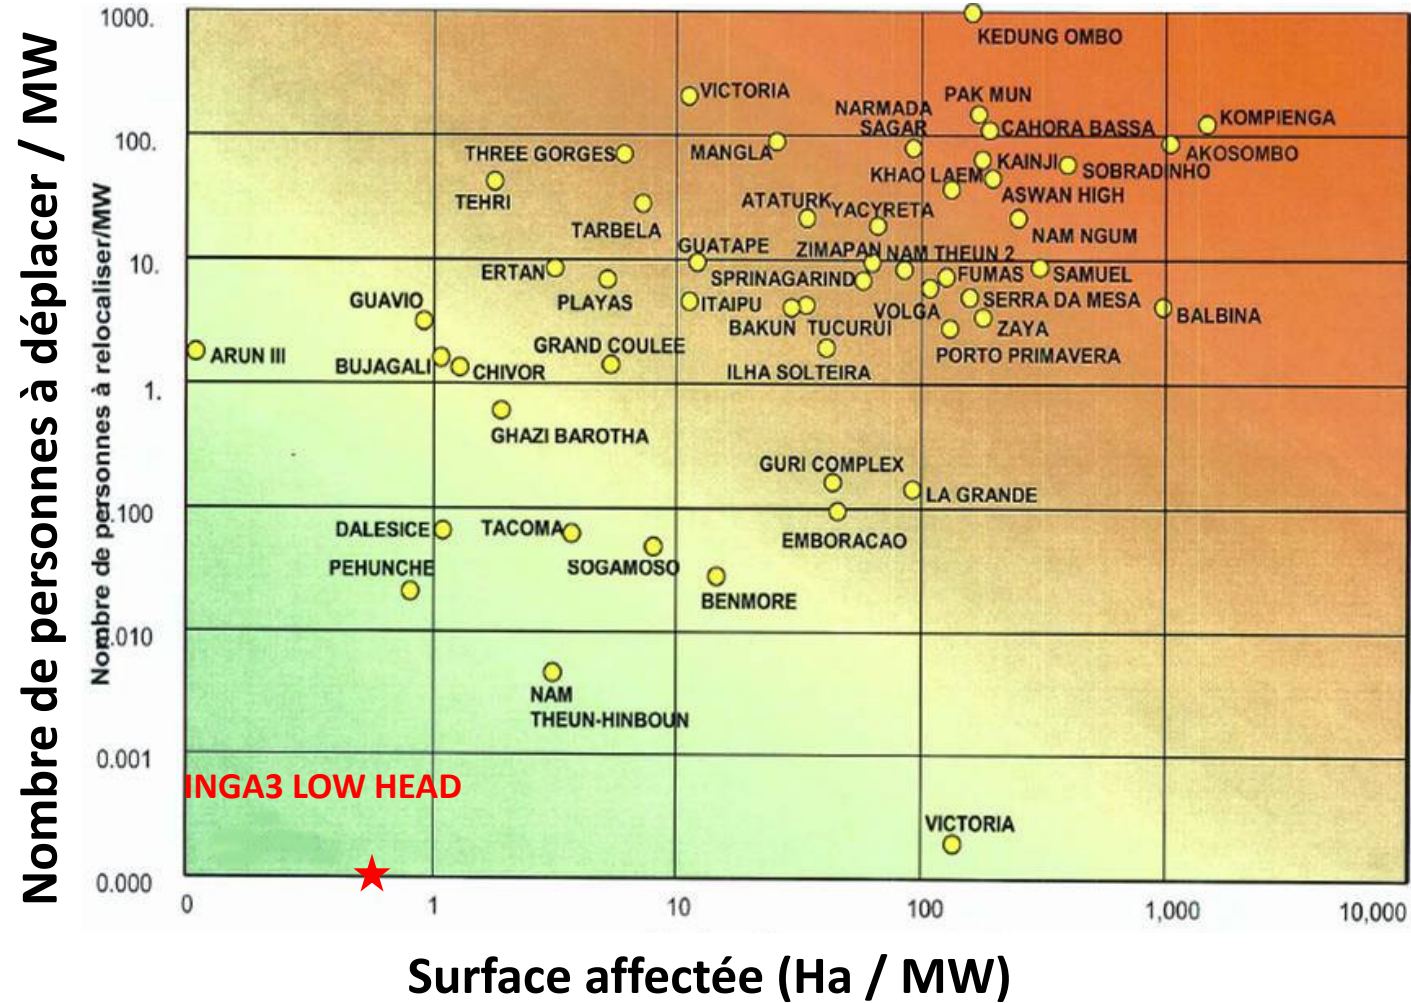 Nombre de personnes à déplacer / MW
Nombre de personnes à relocaliser/MW
1000.
100.
10.
1.
.100
.010
0.001
0.000
KEDUNG OMBO
VICTORIA
PAK MUN
NARMADA
SAGAR
CAHORA BASSA
KOMPIENGA
THREE GORGES
MANGLA
AKOSOMBO
KAINJI
SOBRADINHO
KHAO LAEM
TEHRI
ASWAN HIGH
ATATURK
YACYRETA
TARBELA
NAM NGUM
GUATAPE
ZIMAPAN
NAM THEUN 2
ERTAN
SPRINAGARIND
FUMAS
SAMUEL
PLAYAS
GUAVIO
ITAIPU
VOLGA
SERRA DA MESA
BALBINA
BAKUN
TUCURUI
ZAYA
ARUN III
GRAND COULEE
PORTO PRIMAVERA
BUJAGALI
CHIVOR
ILHA SOLTEIRA
GHAZI BAROTHA
GURI COMPLEX
LA GRANDE
DALESICE
TACOMA
EMBORACAO
PEHUNCHE
SOGAMOSO
BENMORE
NAM
THEUN-HINBOUN
INGA3 LOW HEAD
VICTORIA
0
1
10
100
1,000
10,000
Surface affectée (Ha / MW)